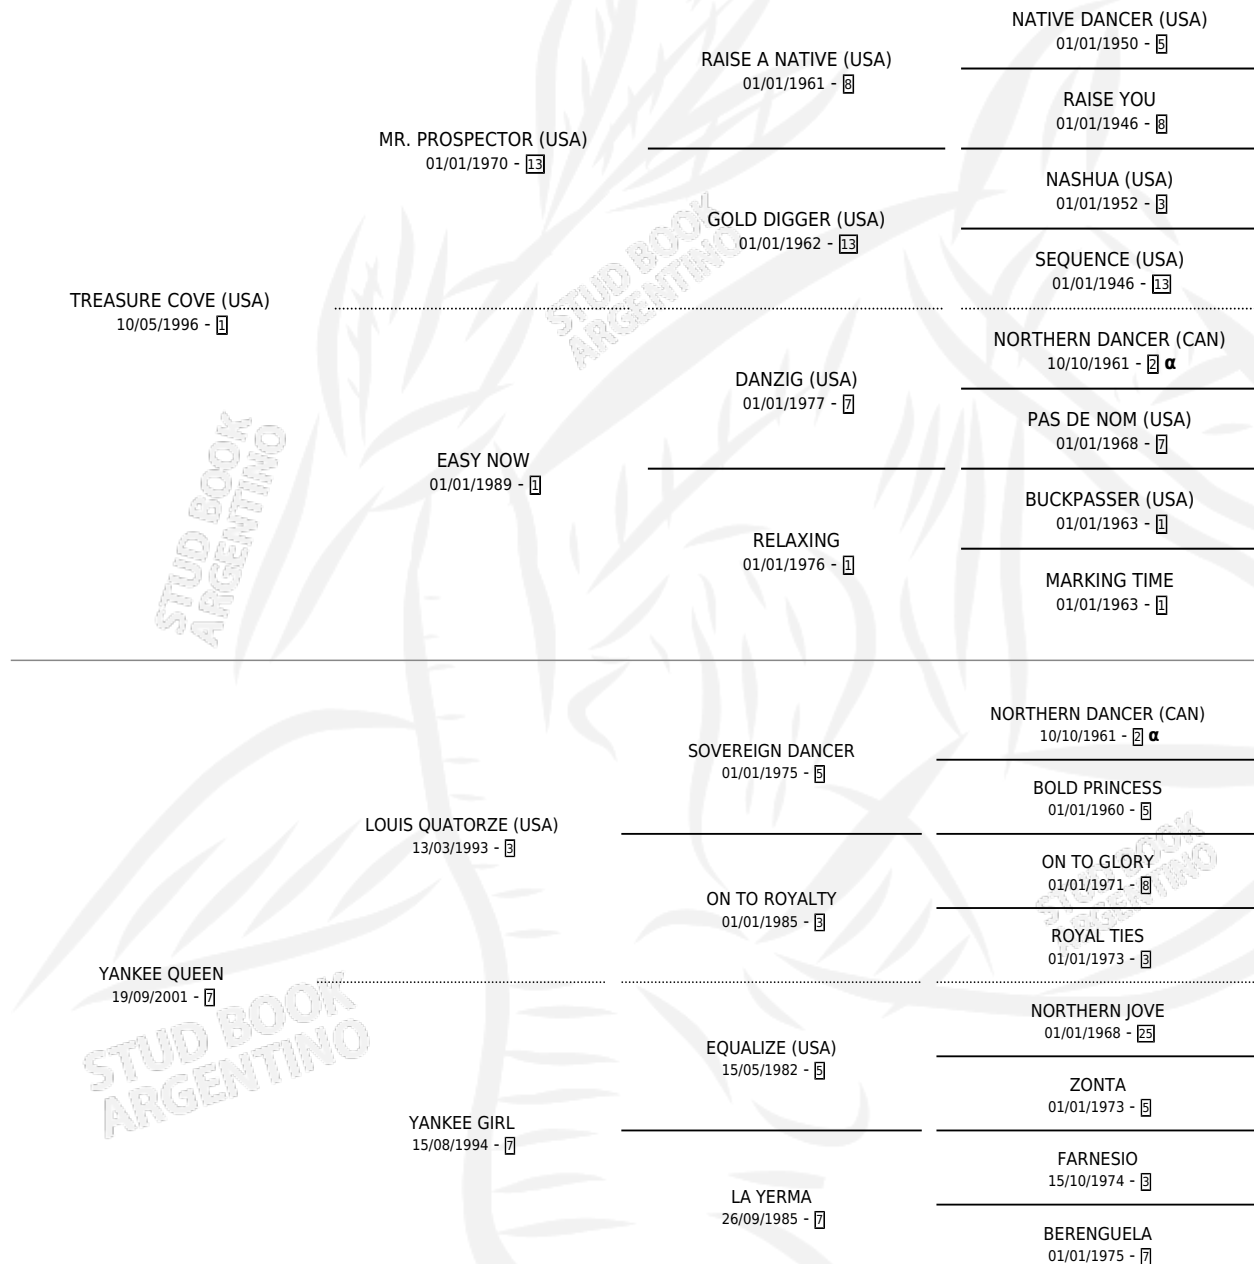 NATIVE DANCER (USA)
01/01/1950 - 5
RAISE A NATIVE (USA)
01/01/1961 - 8
RAISE YOU
01/01/1946 - 8
MR. PROSPECTOR (USA)
01/01/1970 - 13
NASHUA (USA)
01/01/1952 - 3
GOLD DIGGER (USA)
01/01/1962 - 13
SEQUENCE (USA)
01/01/1946 - 13
STUD BOOK
ARGENTINO
TREASURE COVE (USA)
10/05/1996 - 1
NORTHERN DANCER (CAN)
10/10/1961 - 2 α
DANZIG (USA)
01/01/1977 - 7
PAS DE NOM (USA)
01/01/1968 - 7
EASY NOW
01/01/1989 - 1
BUCKPASSER (USA)
01/01/1963 - 1
RELAXING
01/01/1976 - 1
MARKING TIME
01/01/1963 - 1
STUD BOOK
ARGENTINO
NORTHERN DANCER (CAN)
10/10/1961 - 2 α
SOVEREIGN DANCER
01/01/1975 - 5
BOLD PRINCESS
01/01/1960 - 5
LOUIS QUATORZE (USA)
13/03/1993 - 3
ON TO GLORY
01/01/1971 - 8
STUD BOOK
ARGENTINO
ON TO ROYALTY
01/01/1985 - 3
ROYAL TIES
01/01/1973 - 3
YANKEE QUEEN
19/09/2001 - 7
STUD BOOK
ARGENTINO
NORTHERN JOVE
01/01/1968 - 25
EQUALIZE (USA)
15/05/1982 - 5
ZONTA
01/01/1973 - 5
YANKEE GIRL
15/08/1994 - 7
FARNESIO
15/10/1974 - 3
LA YERMA
26/09/1985 - 7
BERENGUELA
01/01/1975 - 7